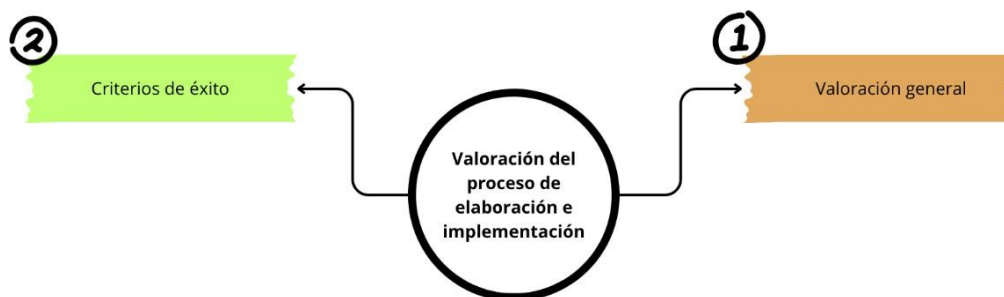 2
Criterios de éxito
1
Valoración general
Valoración del
proceso de
elaboración e
implementación